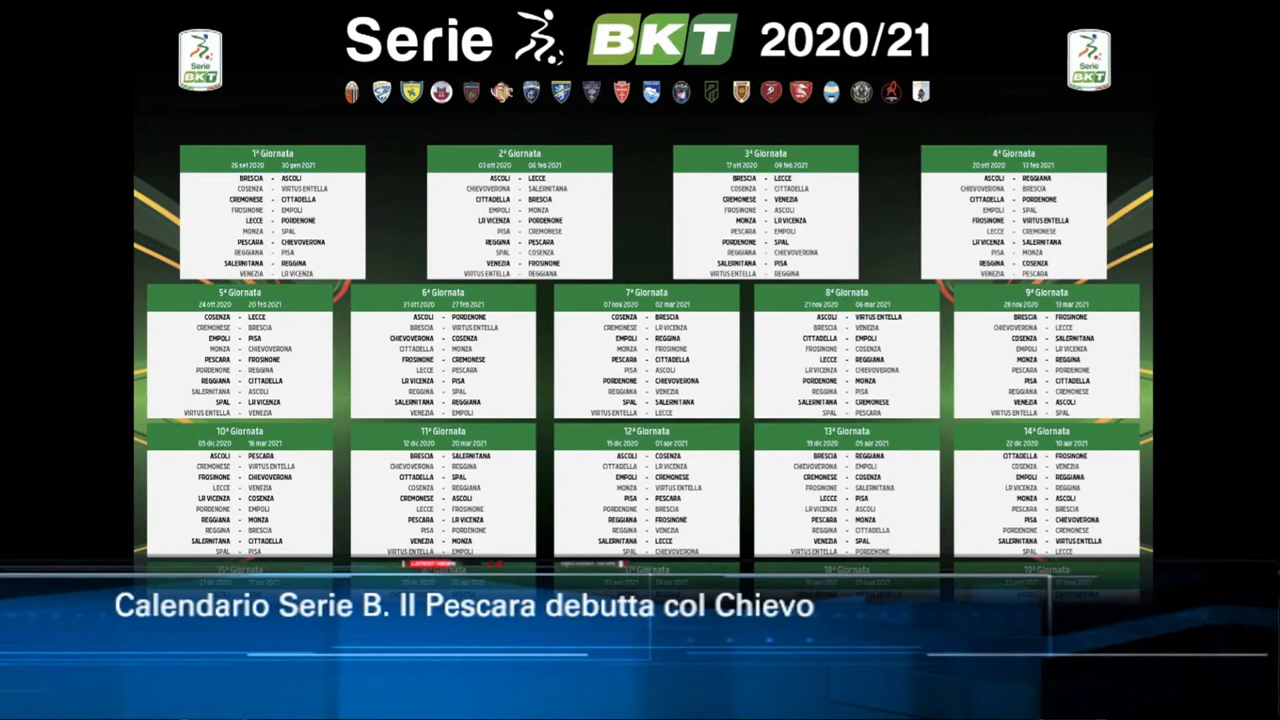 Serie BKT 2020/21
Serie
BKT
Serie
BKT
1ª Giornata
26 set 2020 30 gen 2021
BRESCIA - ASCOLI
COSENZA - VIRTUS ENTELLA
CREMONESE - CITTADELLA
FROSINONE - EMPOLI
LECCE - PORDENONE
MONZA - SPAL
PESCARA - CHIEVOVERONA
REGGIANA - PISA
SALERNITANA - REGGINA
VENEZIA - LR VICENZA
2ª Giornata
03 ott 2020 06 feb 2021
ASCOLI - LECCE
CHIEVOVERONA - SALERNITANA
CITTADELLA - BRESCIA
EMPOLI - MONZA
LR VICENZA - PORDENONE
PISA - CREMONESE
REGGINA - PESCARA
SPAL - COSENZA
VENEZIA - FROSINONE
VIRTUS ENTELLA - REGGIANA
3ª Giornata
17 ott 2020 09 feb 2021
BRESCIA - LECCE
COSENZA - CITTADELLA
CREMONESE - VENEZIA
FROSINONE - ASCOLI
MONZA - LR VICENZA
PESCARA - EMPOLI
PORDENONE - SPAL
REGGIANA - CHIEVOVERONA
SALERNITANA - PISA
VIRTUS ENTELLA - REGGINA
4ª Giornata
20 ott 2020 13 feb 2021
ASCOLI - REGGIANA
CHIEVOVERONA - BRESCIA
CITTADELLA - PORDENONE
EMPOLI - SPAL
FROSINONE - VIRTUS ENTELLA
LECCE - CREMONESE
LR VICENZA - SALERNITANA
PISA - MONZA
REGGINA - COSENZA
VENEZIA - PESCARA
5ª Giornata
24 ott 2020 20 feb 2021
COSENZA - LECCE
CREMONESE - BRESCIA
EMPOLI - PISA
MONZA - CHIEVOVERONA
PESCARA - FROSINONE
PORDENONE - REGGINA
REGGIANA - CITTADELLA
SALERNITANA - ASCOLI
SPAL - LR VICENZA
VIRTUS ENTELLA - VENEZIA
6ª Giornata
31 ott 2020 27 feb 2021
ASCOLI - PORDENONE
BRESCIA - VIRTUS ENTELLA
CHIEVOVERONA - COSENZA
CITTADELLA - MONZA
FROSINONE - CREMONESE
LECCE - PESCARA
LR VICENZA - PISA
REGGINA - SPAL
SALERNITANA - REGGIANA
VENEZIA - EMPOLI
7ª Giornata
07 nov 2020 02 mar 2021
COSENZA - BRESCIA
CREMONESE - LR VICENZA
EMPOLI - REGGINA
MONZA - FROSINONE
PESCARA - CITTADELLA
PISA - ASCOLI
PORDENONE - CHIEVOVERONA
REGGIANA - VENEZIA
SPAL - SALERNITANA
VIRTUS ENTELLA - LECCE
8ª Giornata
21 nov 2020 06 mar 2021
ASCOLI - VIRTUS ENTELLA
BRESCIA - VENEZIA
CITTADELLA - EMPOLI
FROSINONE - COSENZA
LECCE - REGGIANA
LR VICENZA - CHIEVOVERONA
PORDENONE - MONZA
REGGINA - PISA
SALERNITANA - CREMONESE
SPAL - PESCARA
9ª Giornata
28 nov 2020 13 mar 2021
BRESCIA - FROSINONE
CHIEVOVERONA - LECCE
COSENZA - SALERNITANA
EMPOLI - LR VICENZA
MONZA - REGGINA
PESCARA - PORDENONE
PISA - CITTADELLA
REGGIANA - CREMONESE
VENEZIA - ASCOLI
VIRTUS ENTELLA - SPAL
10ª Giornata
05 dic 2020 16 mar 2021
ASCOLI - PESCARA
CREMONESE - VIRTUS ENTELLA
FROSINONE - CHIEVOVERONA
LECCE - VENEZIA
LR VICENZA - COSENZA
PORDENONE - EMPOLI
REGGIANA - MONZA
REGGINA - BRESCIA
SALERNITANA - CITTADELLA
SPAL - PISA
11ª Giornata
12 dic 2020 20 mar 2021
BRESCIA - SALERNITANA
CHIEVOVERONA - REGGINA
CITTADELLA - SPAL
COSENZA - REGGIANA
CREMONESE - ASCOLI
LECCE - FROSINONE
PESCARA - LR VICENZA
PISA - PORDENONE
VENEZIA - MONZA
VIRTUS ENTELLA - EMPOLI
12ª Giornata
15 dic 2020 01 apr 2021
ASCOLI - COSENZA
CITTADELLA - LR VICENZA
EMPOLI - CREMONESE
MONZA - VIRTUS ENTELLA
PISA - PESCARA
PORDENONE - BRESCIA
REGGIANA - FROSINONE
REGGINA - VENEZIA
SALERNITANA - LECCE
SPAL - CHIEVOVERONA
13ª Giornata
19 dic 2020 05 apr 2021
BRESCIA - REGGIANA
CHIEVOVERONA - EMPOLI
CREMONESE - COSENZA
FROSINONE - SALERNITANA
LECCE - PISA
LR VICENZA - ASCOLI
PESCARA - MONZA
REGGINA - CITTADELLA
VENEZIA - SPAL
VIRTUS ENTELLA - PORDENONE
14ª Giornata
22 dic 2020 10 apr 2021
CITTADELLA - FROSINONE
COSENZA - VENEZIA
EMPOLI - REGGIANA
LR VICENZA - REGGINA
MONZA - ASCOLI
PESCARA - BRESCIA
PISA - CHIEVOVERONA
PORDENONE - CREMONESE
SALERNITANA - VIRTUS ENTELLA
SPAL - LECCE
15ª Giornata
27 dic 2020 17 apr 2021
Calendario Serie B. Il Pescara debutta col Chievo